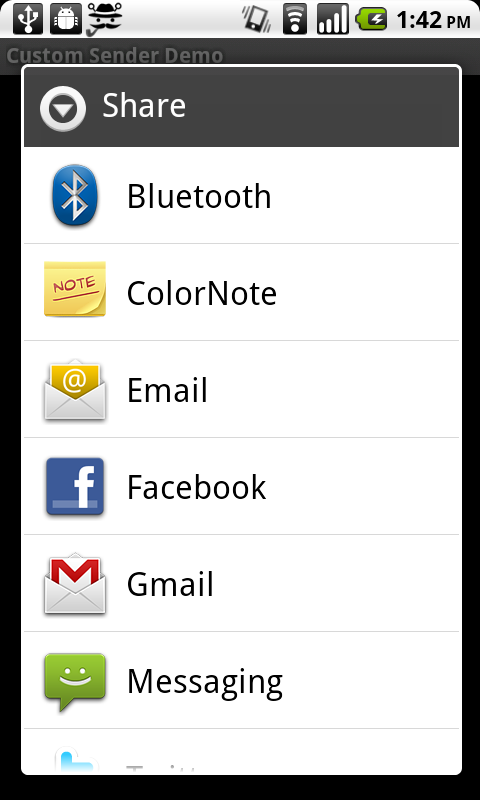 1:42 PM
Custom Sender Demo
Share
Bluetooth
NOTE
ColorNote
@
Email
f
Facebook
Gmail
Messaging